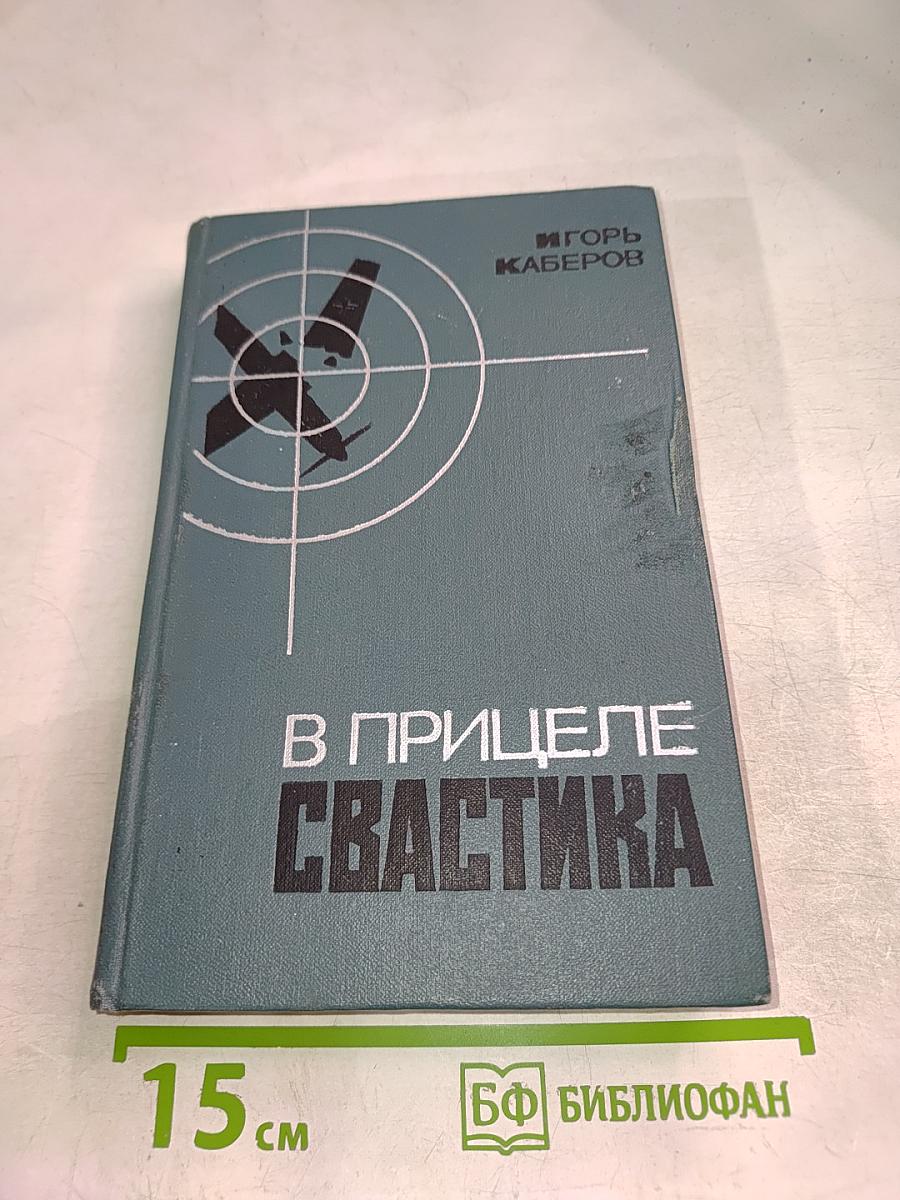 ИГОРЬ
КАБЕРОВ
В ПРИЦЕЛЕ
СВАСТИКА
15 см
БФ БИБЛИОФАН